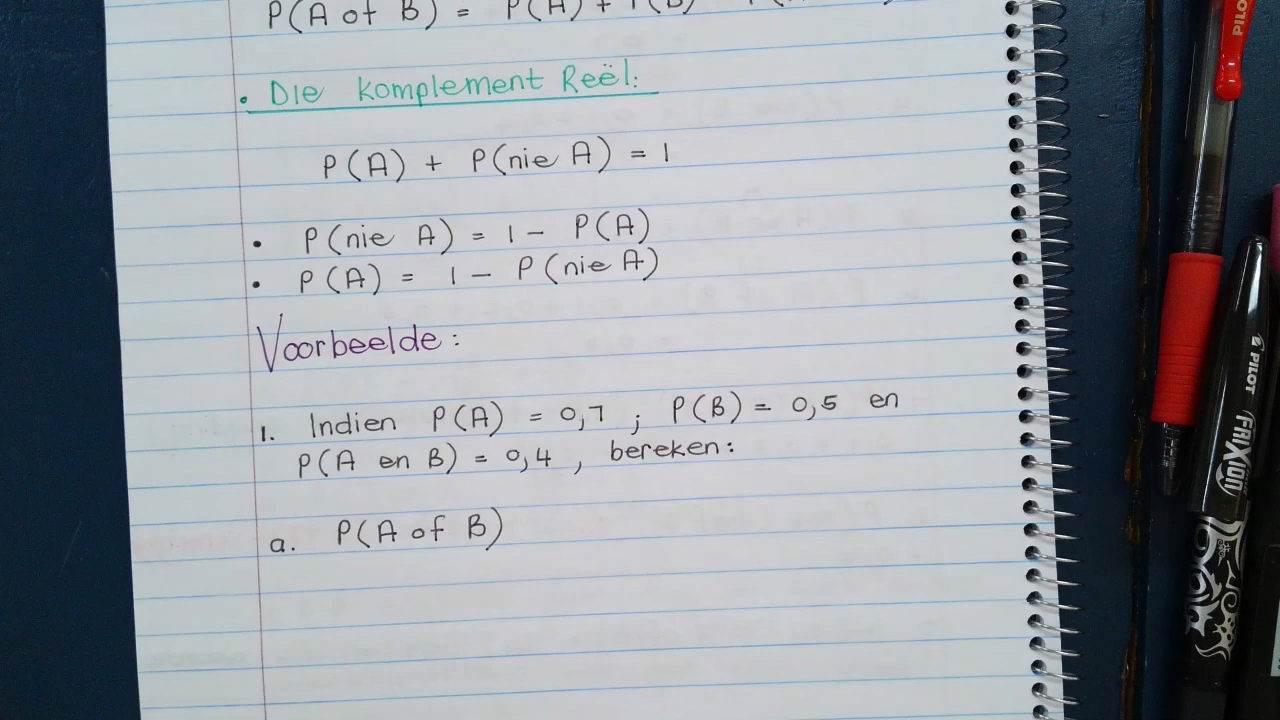 P(A of B) = P(A) + P(B)
. Die komplement Reël:
P(A) + P(nie A) = 1
• P(nie A) = 1 - P(A)
• P(A) = 1 - P(nie A)
Voorbeelde:
1. Indien P(A) = 0,7 ; P(B) = 0,5 en
P(A en B) = 0,4 , bereken:
a. P(A of B)
PILOT
PILOT
FRIXION